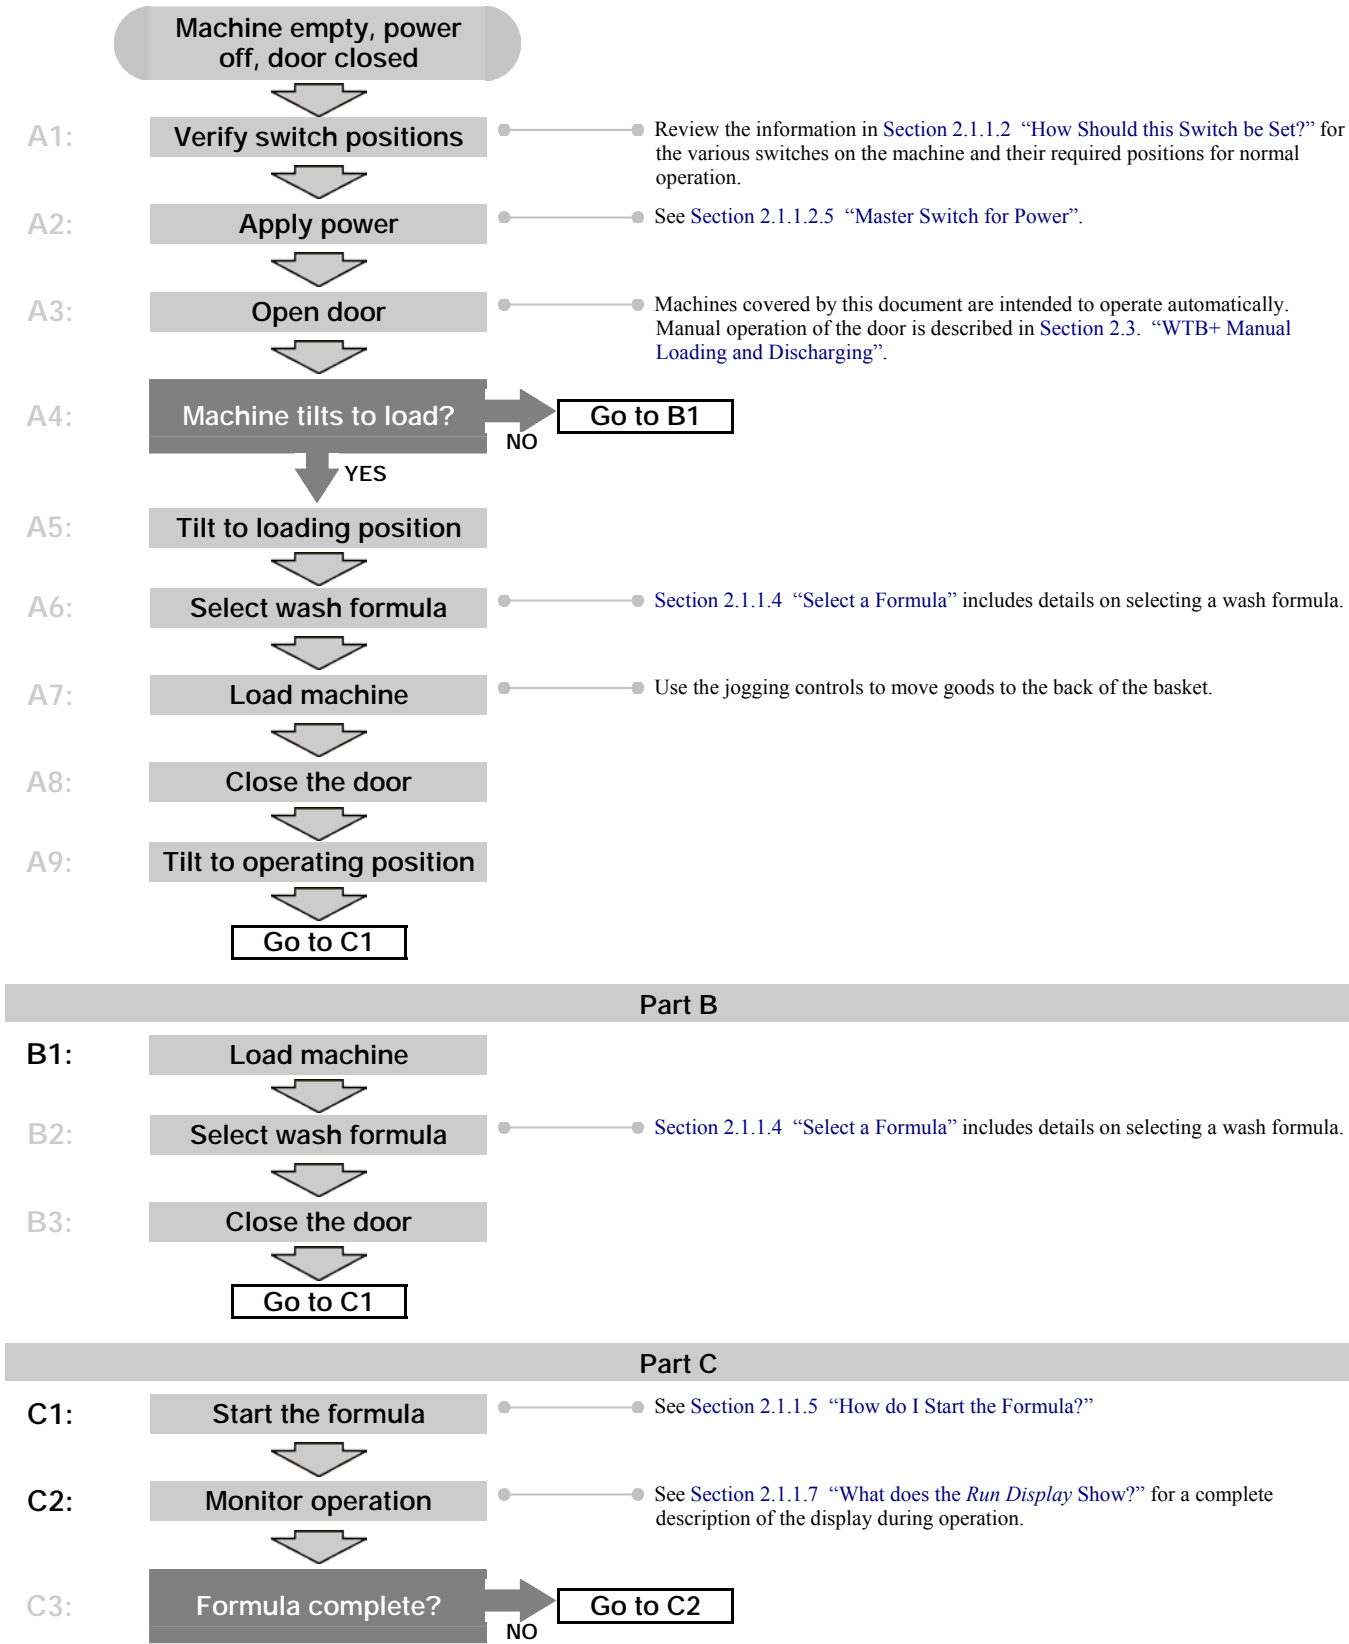 Machine empty, power
off, door closed
A1:
Verify switch positions
Review the information in Section 2.1.1.2 “How Should this Switch be Set?” for
the various switches on the machine and their required positions for normal
operation.
A2:
Apply power
See Section 2.1.1.2.5 “Master Switch for Power”.
A3:
Open door
Machines covered by this document are intended to operate automatically.
Manual operation of the door is described in Section 2.3. “WTB+ Manual
Loading and Discharging”.
A4:
Machine tilts to load?
NO
Go to B1
YES
A5:
Tilt to loading position
A6:
Select wash formula
Section 2.1.1.4 “Select a Formula” includes details on selecting a wash formula.
A7:
Load machine
Use the jogging controls to move goods to the back of the basket.
A8:
Close the door
A9:
Tilt to operating position
Go to C1
Part B
B1:
Load machine
B2:
Select wash formula
Section 2.1.1.4 “Select a Formula” includes details on selecting a wash formula.
B3:
Close the door
Go to C1
Part C
C1:
Start the formula
See Section 2.1.1.5 “How do I Start the Formula?”
C2:
Monitor operation
See Section 2.1.1.7 “What does the Run Display Show?” for a complete
description of the display during operation.
C3:
Formula complete?
NO
Go to C2